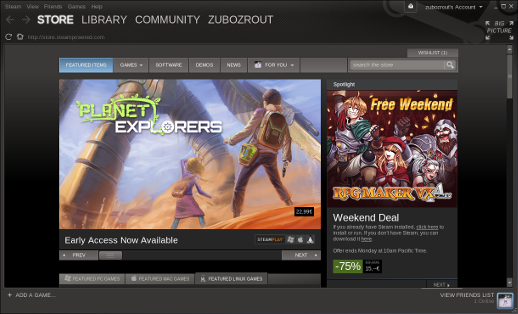 Steam View Friends Games Help
zubozrout's Account
STORE LIBRARY COMMUNITY ZUBOZROUT
BIG PICTURE
http://store.steampowered.com
WISHLIST (1)
FEATURED ITEMS GAMES SOFTWARE DEMOS NEWS FOR YOU
search the store
Spotlight
PLANET EXPLORERS
22,99€
Free Weekend
RPG MAKER VX Ace
Early Access Now Available
STEAMPLAY
PREV
NEXT
Weekend Deal
If you already have Steam installed, click here to
install or run. If you don't have Steam, you can
download it here.
Offer ends Monday at 10am Pacific Time.
-75%
15,--€
FEATURED PC GAMES FEATURED MAC GAMES FEATURED LINUX GAMES
NEXT
+ ADD A GAME...
VIEW FRIENDS LIST
1 Online